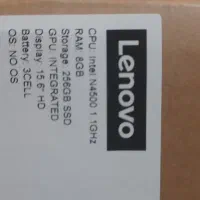 Lenovo
CPU: Intel N4500 1.1GHz
RAM: 8GB
Storage: 256GB SSD
GPU: INTEGRATED
Display: 15.6" HD
Battery: 3CELL
OS: NO OS